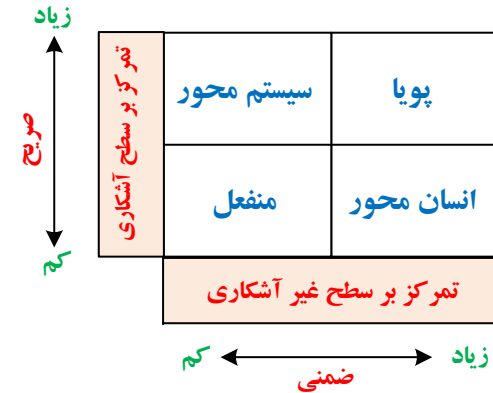 زیاد
صریح
کم
تمرکز بر سطح آشکاری
پویا
سیستم محور
انسان محور
منفعل
تمرکز بر سطح غیر آشکاری
زیاد
کم
ضمنی